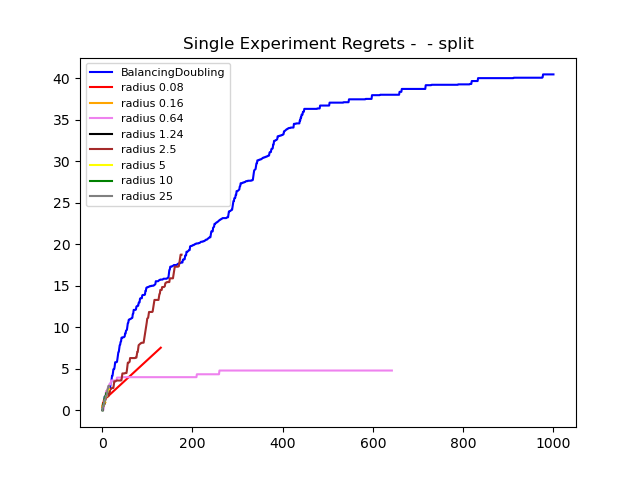 Single Experiment Regrets -  - split
BalancingDoubling
radius 0.08
radius 0.16
radius 0.64
radius 1.24
radius 2.5
radius 5
radius 10
radius 25
40
35
30
25
20
15
10
5
0
0 200 400 600 800 1000